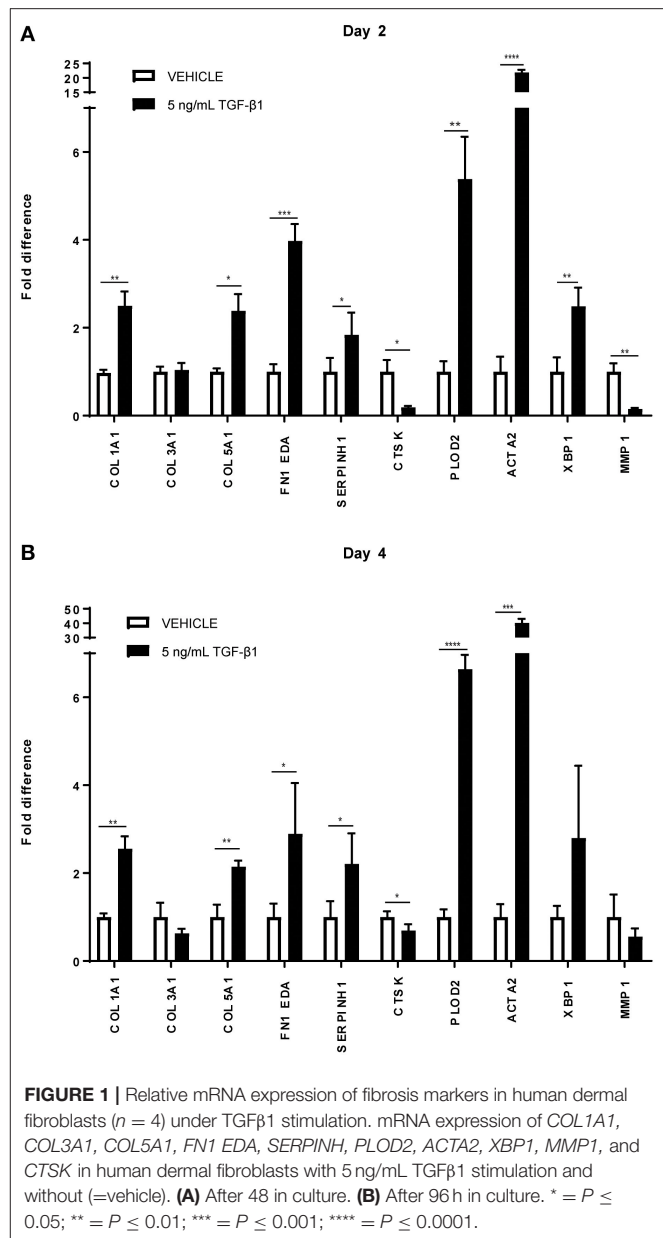 A
Day 2
25
20
15
6
4
2
0
Fold difference
VEHICLE
5 ng/mL TGF-β1
**
*
***
*
*
**
****
**
**
COL1A1
COL3A1
COL5A1
FN1 EDA
SERPINH1
CTSK
PLOD2
ACTA2
XBP1
MMP1
B
Day 4
50
40
30
6
4
2
0
Fold difference
VEHICLE
5 ng/mL TGF-β1
**
**
*
*
*
****
***
COL1A1
COL3A1
COL5A1
FN1 EDA
SERPINH1
CTSK
PLOD2
ACTA2
XBP1
MMP1
FIGURE 1 | Relative mRNA expression of fibrosis markers in human dermal
fibroblasts (n = 4) under TGFβ1 stimulation. mRNA expression of COL1A1,
COL3A1, COL5A1, FN1 EDA, SERPINH, PLOD2, ACTA2, XBP1, MMP1, and
CTSK in human dermal fibroblasts with 5 ng/mL TGFβ1 stimulation and
without (=vehicle). (A) After 48 in culture. (B) After 96 h in culture. * = P ≤
0.05; ** = P ≤ 0.01; *** = P ≤ 0.001; **** = P ≤ 0.0001.